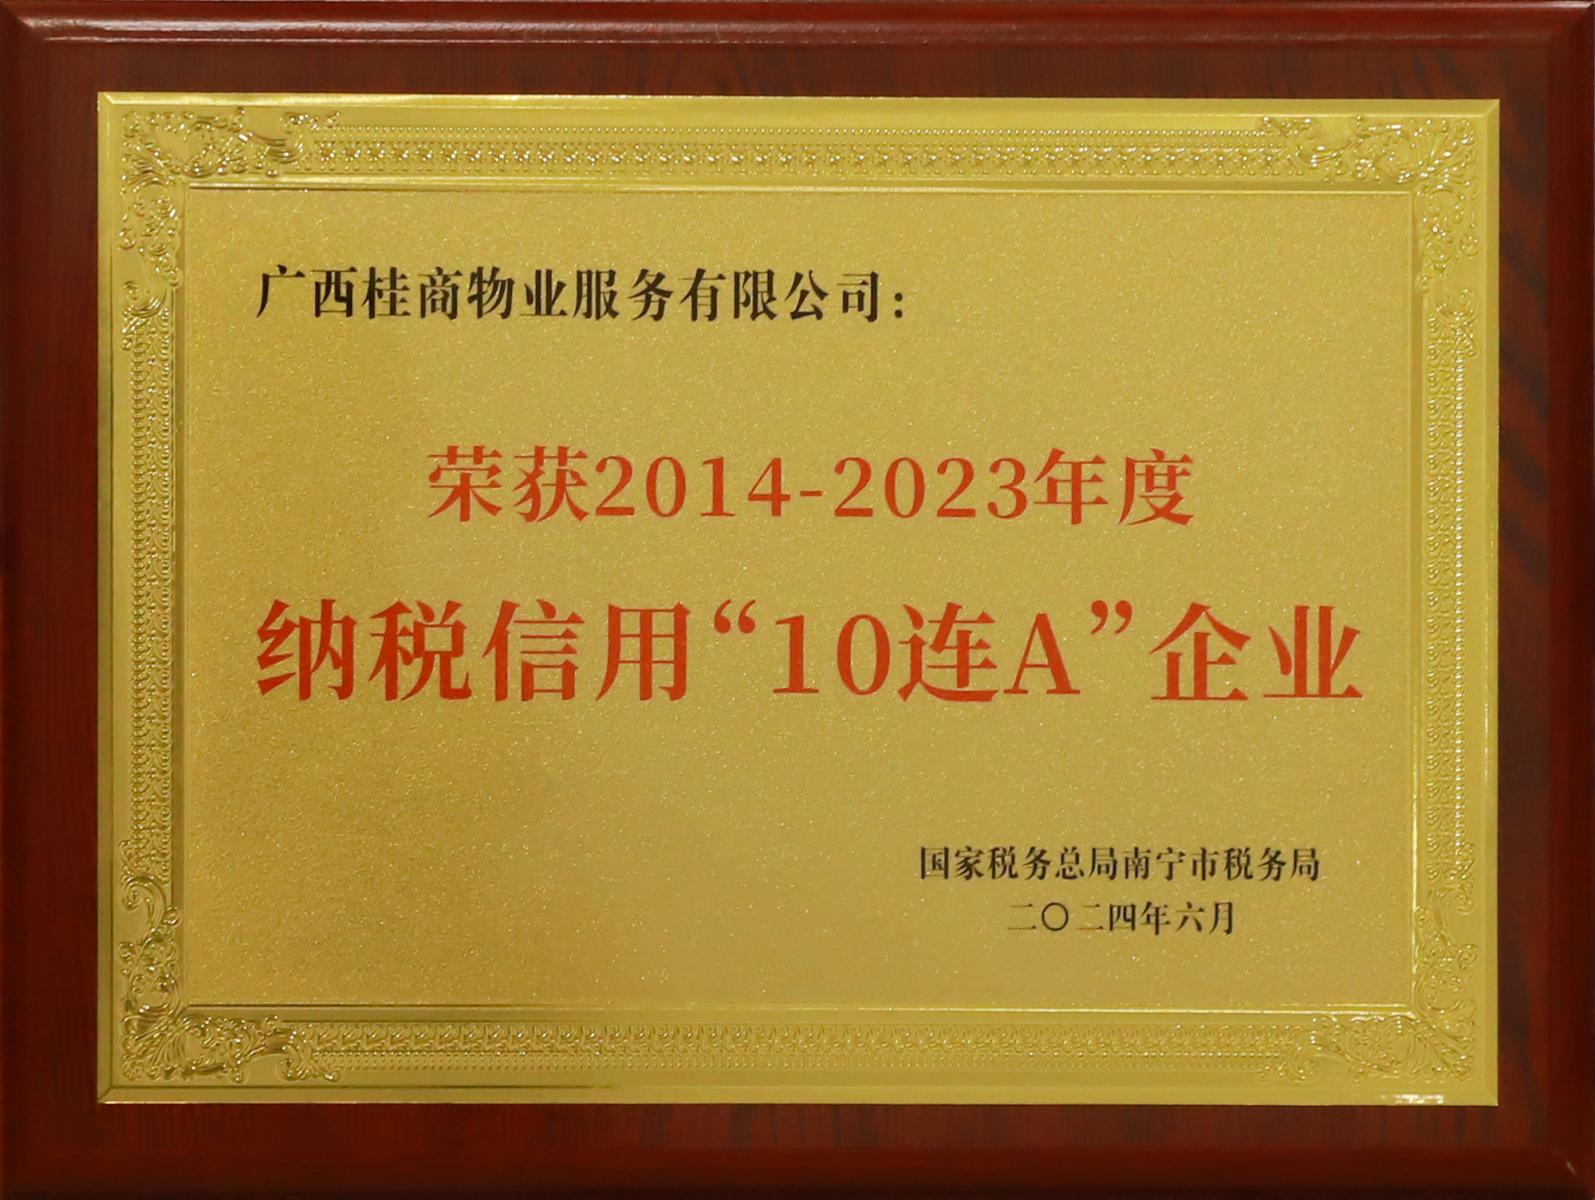 广西桂商物业服务有限公司：
荣获2014-2023年度
纳税信用“10连A”企业
国家税务总局南宁市税务局
二〇二四年六月